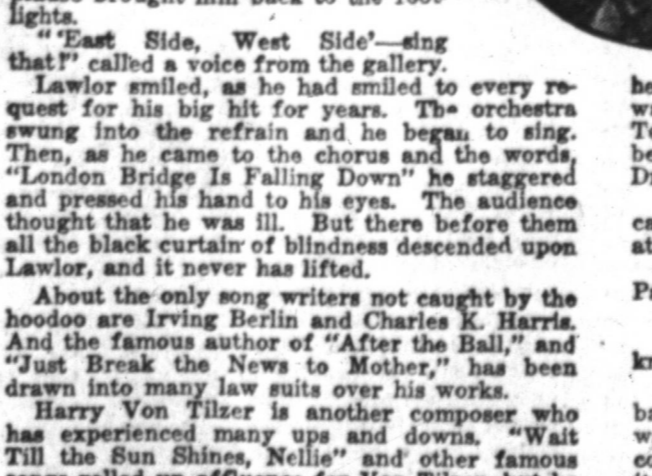 lights.
"'East Side, West Side'—sing
that!" called a voice from the gallery.
Lawlor smiled, as he had smiled to every re-
quest for his big hit for years. The orchestra
swung into the refrain and he began to sing.
Then, as he came to the chorus and the words,
"London Bridge Is Falling Down" he staggered
and pressed his hand to his eyes. The audience
thought that he was ill. But there before them
all the black curtain of blindness descended upon
Lawlor, and it never has lifted.
About the only song writers not caught by the
hoodoo are Irving Berlin and Charles K. Harris.
And the famous author of "After the Ball," and
"Just Break the News to Mother," has been
drawn into many law suits over his works.
Harry Von Tilzer is another composer who
has experienced many ups and downs. "Wait
Till the Sun Shines, Nellie" and other famous